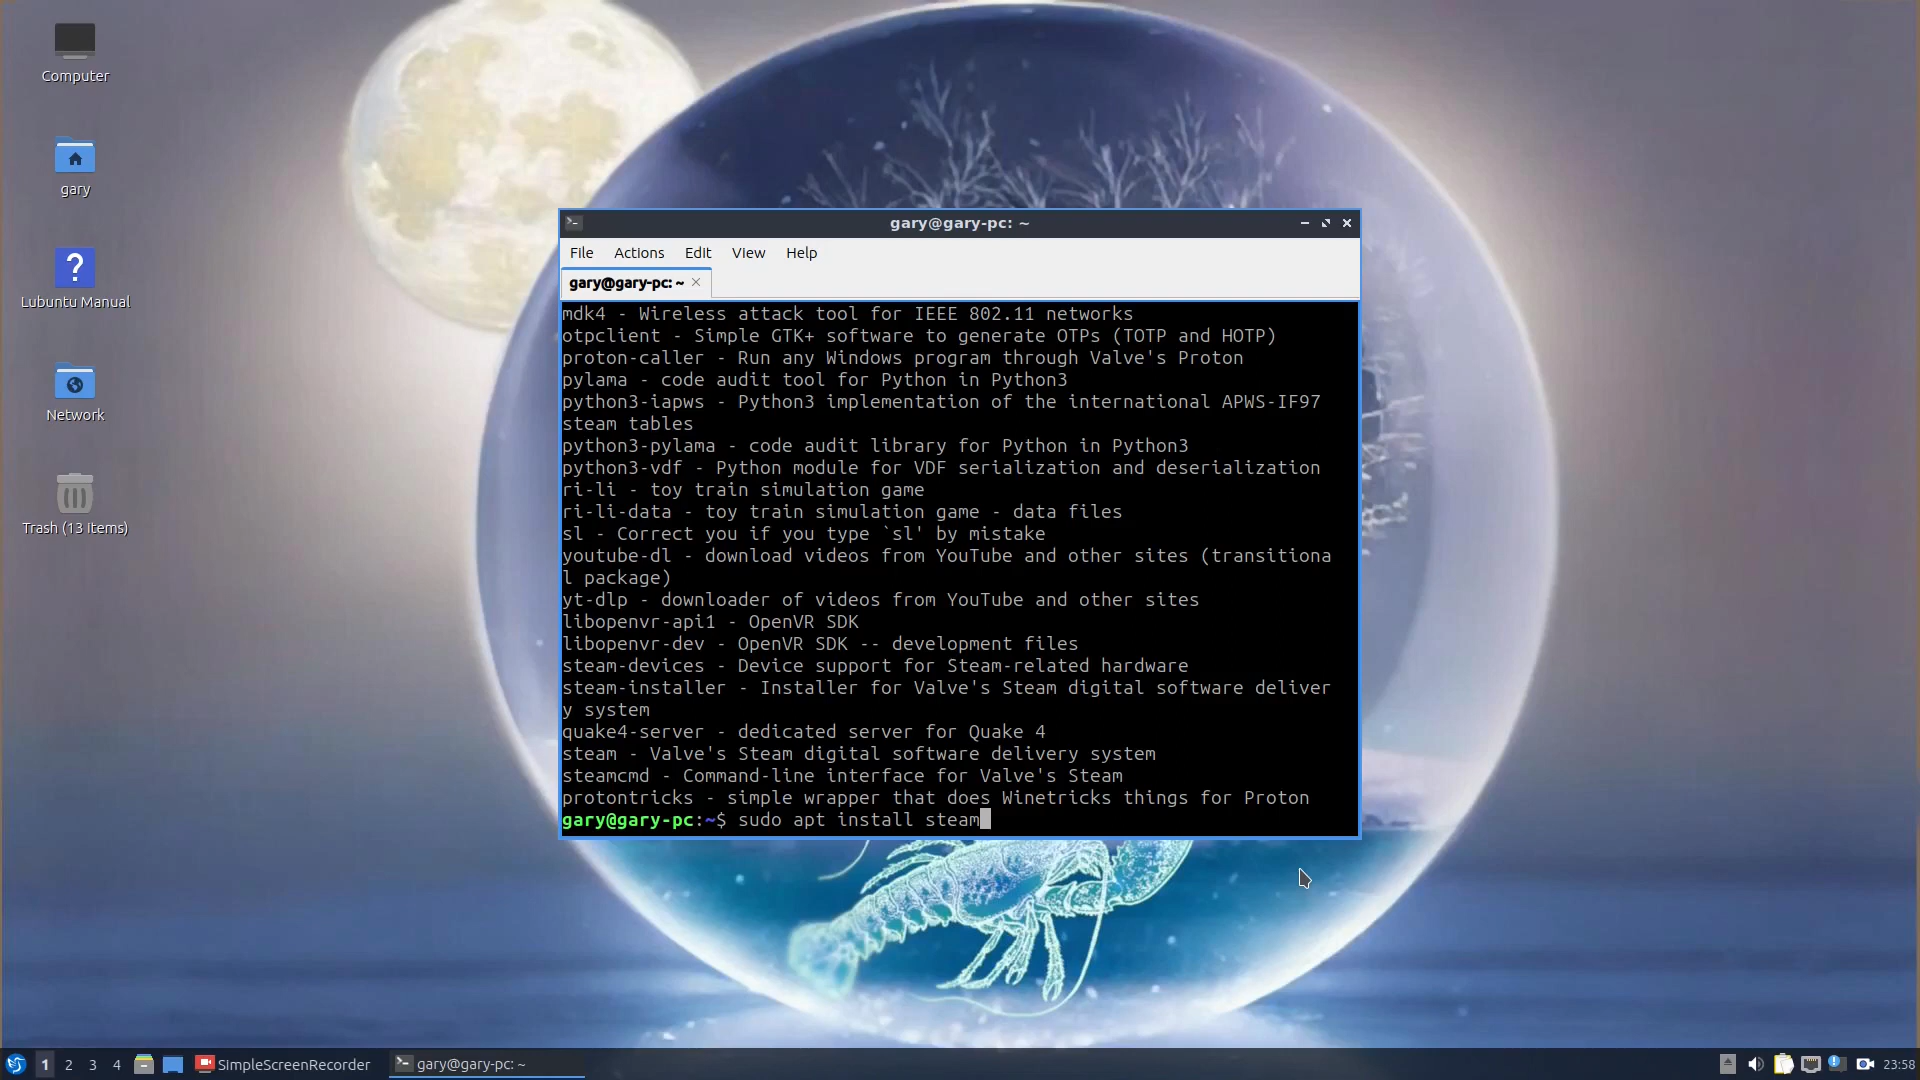 Computer
gary
Lubuntu Manual
Network
Trash (13 Items)
gary@gary-pc: ~
File Actions Edit View Help
gary@gary-pc: ~
mdk4 - Wireless attack tool for IEEE 802.11 networks
otpclient - Simple GTK+ software to generate OTPs (TOTP and HOTP)
proton-caller - Run any Windows program through Valve's Proton
pylama - code audit tool for Python in Python3
python3-iapws - Python3 implementation of the international APWS-IF97
steam tables
python3-pylama - code audit library for Python in Python3
python3-vdf - Python module for VDF serialization and deserialization
ri-li - toy train simulation game
ri-li-data - toy train simulation game - data files
sl - Correct you if you type `sl' by mistake
youtube-dl - download videos from YouTube and other sites (transitiona
l package)
yt-dlp - downloader of videos from YouTube and other sites
libopenvr-api1 - OpenVR SDK
libopenvr-dev - OpenVR SDK -- development files
steam-devices - Device support for Steam-related hardware
steam-installer - Installer for Valve's Steam digital software deliver
y system
quake4-server - dedicated server for Quake 4
steam - Valve's Steam digital software delivery system
steamcmd - Command-line interface for Valve's Steam
protontricks - simple wrapper that does Winetricks things for Proton
gary@gary-pc:~$ sudo apt install steam
1 2 3 4 SimpleScreenRecorder gary@gary-pc: ~ 23:58